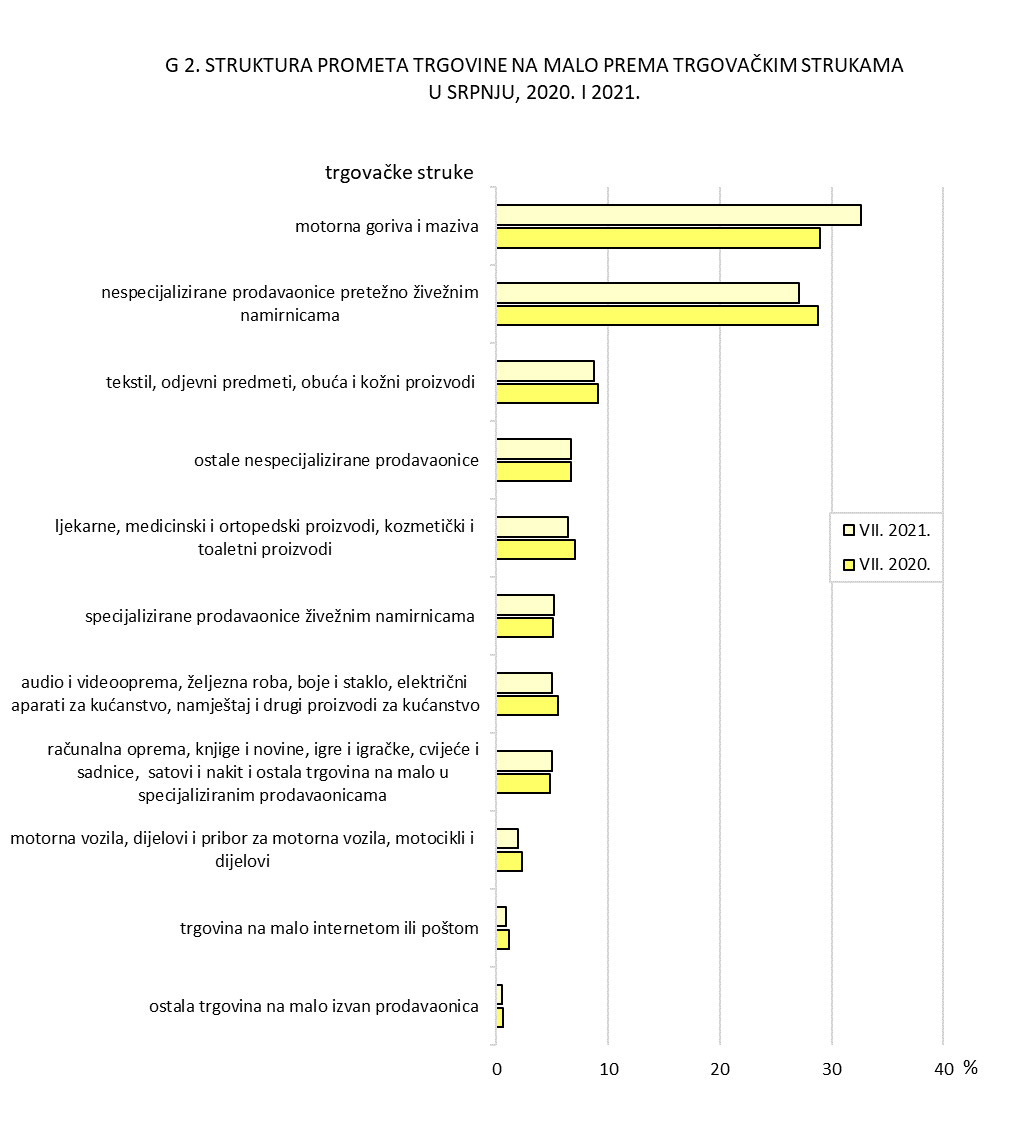 G 2. STRUKTURA PROMETA TRGOVINE NA MALO PREMA TRGOVAČKIM STRUKAMA
U SRPNJU, 2020. I 2021.
trgovačke struke
motorna goriva i maziva
nespecijalizirane prodavaonice pretežno živežnim
namirnicama
tekstil, odjevni predmeti, obuća i kožni proizvodi
ostale nespecijalizirane prodavaonice
ljekarne, medicinski i ortopedski proizvodi, kozmetički i
toaletni proizvodi
specijalizirane prodavaonice živežnim namirnicama
audio i videooprema, željezna roba, boje i staklo, električni
aparati za kućanstvo, namještaj i drugi proizvodi za kućanstvo
računalna oprema, knjige i novine, igre i igračke, cvijeće i
sadnice, satovi i nakit i ostala trgovina na malo u
specijaliziranim prodavaonicama
motorna vozila, dijelovi i pribor za motorna vozila, motocikli i
dijelovi
trgovina na malo internetom ili poštom
ostala trgovina na malo izvan prodavaonica
VII. 2021.
VII. 2020.
0 10 20 30 40 %